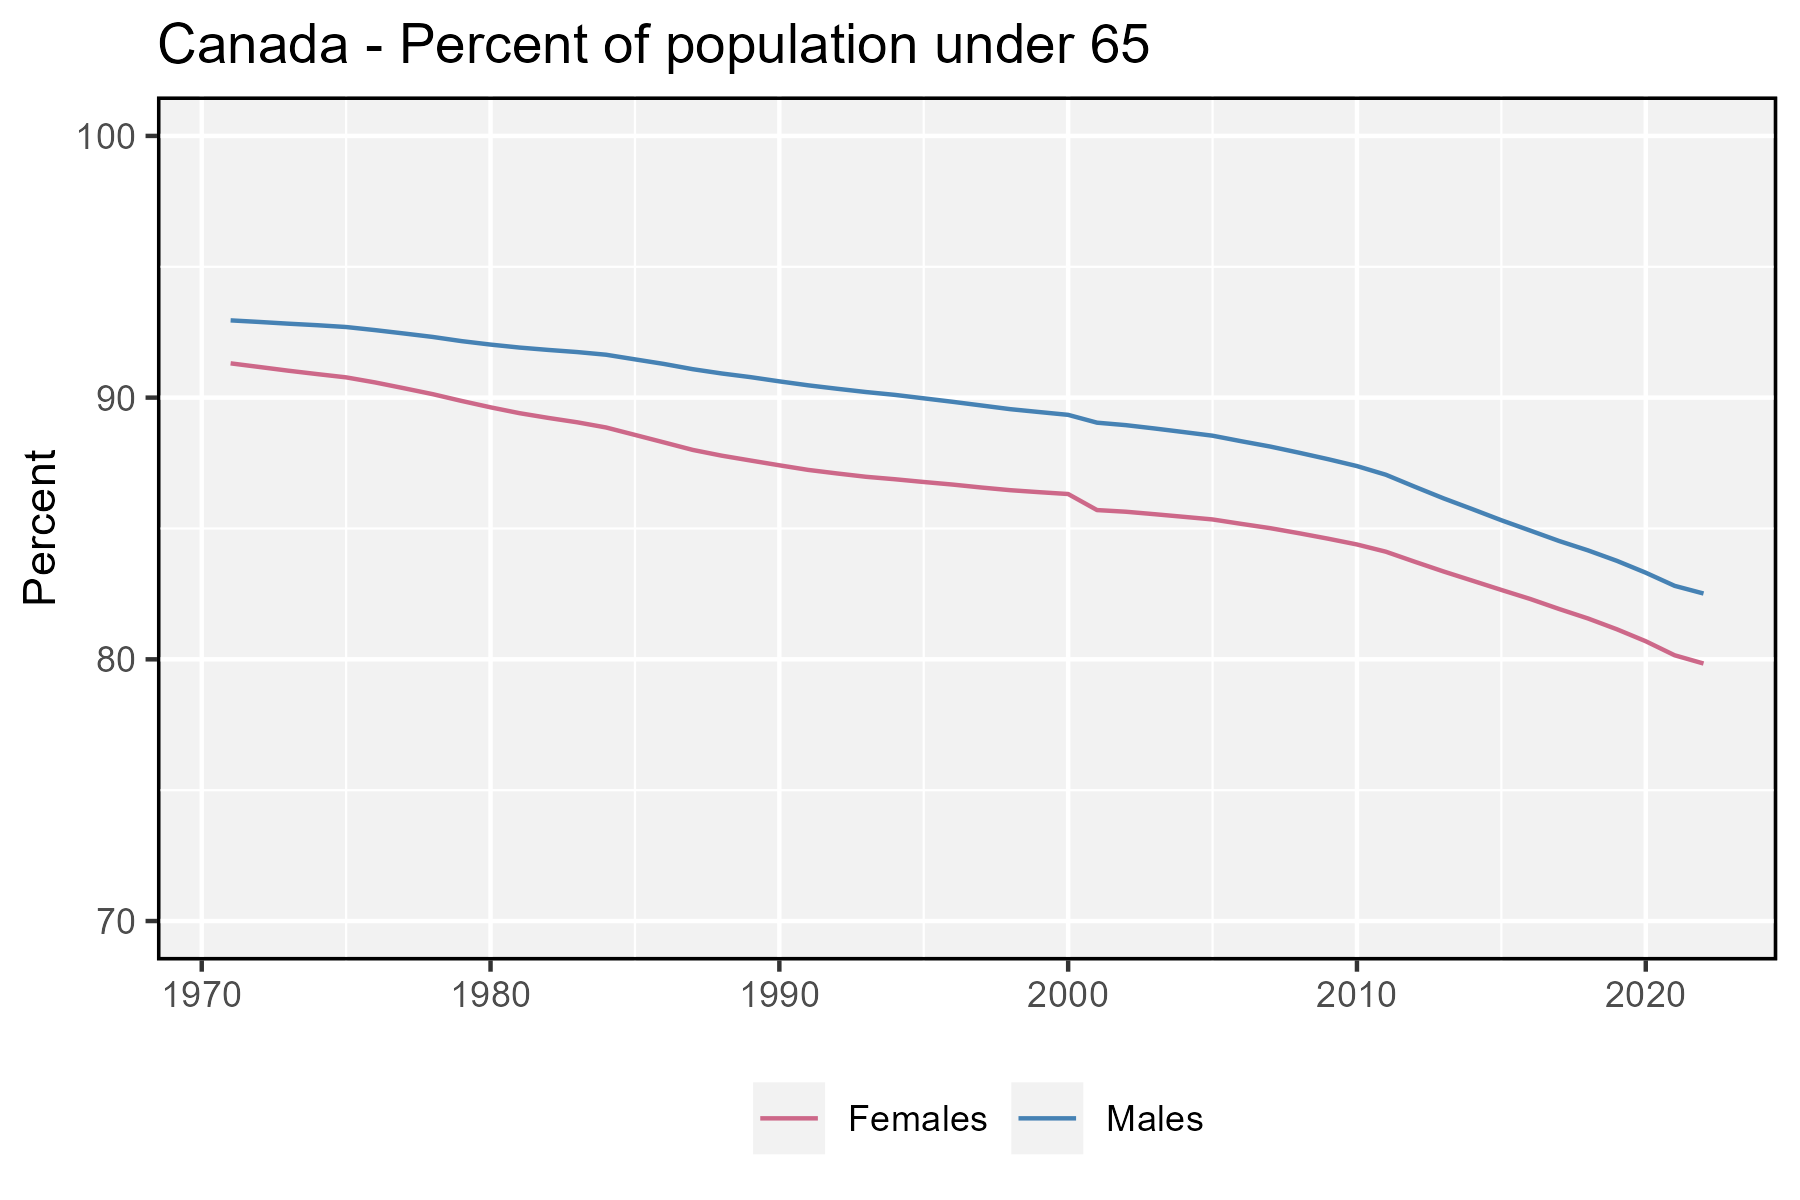 Canada - Percent of population under 65
Percent
100
90
80
70
1970 1980 1990 2000 2010 2020
Females Males